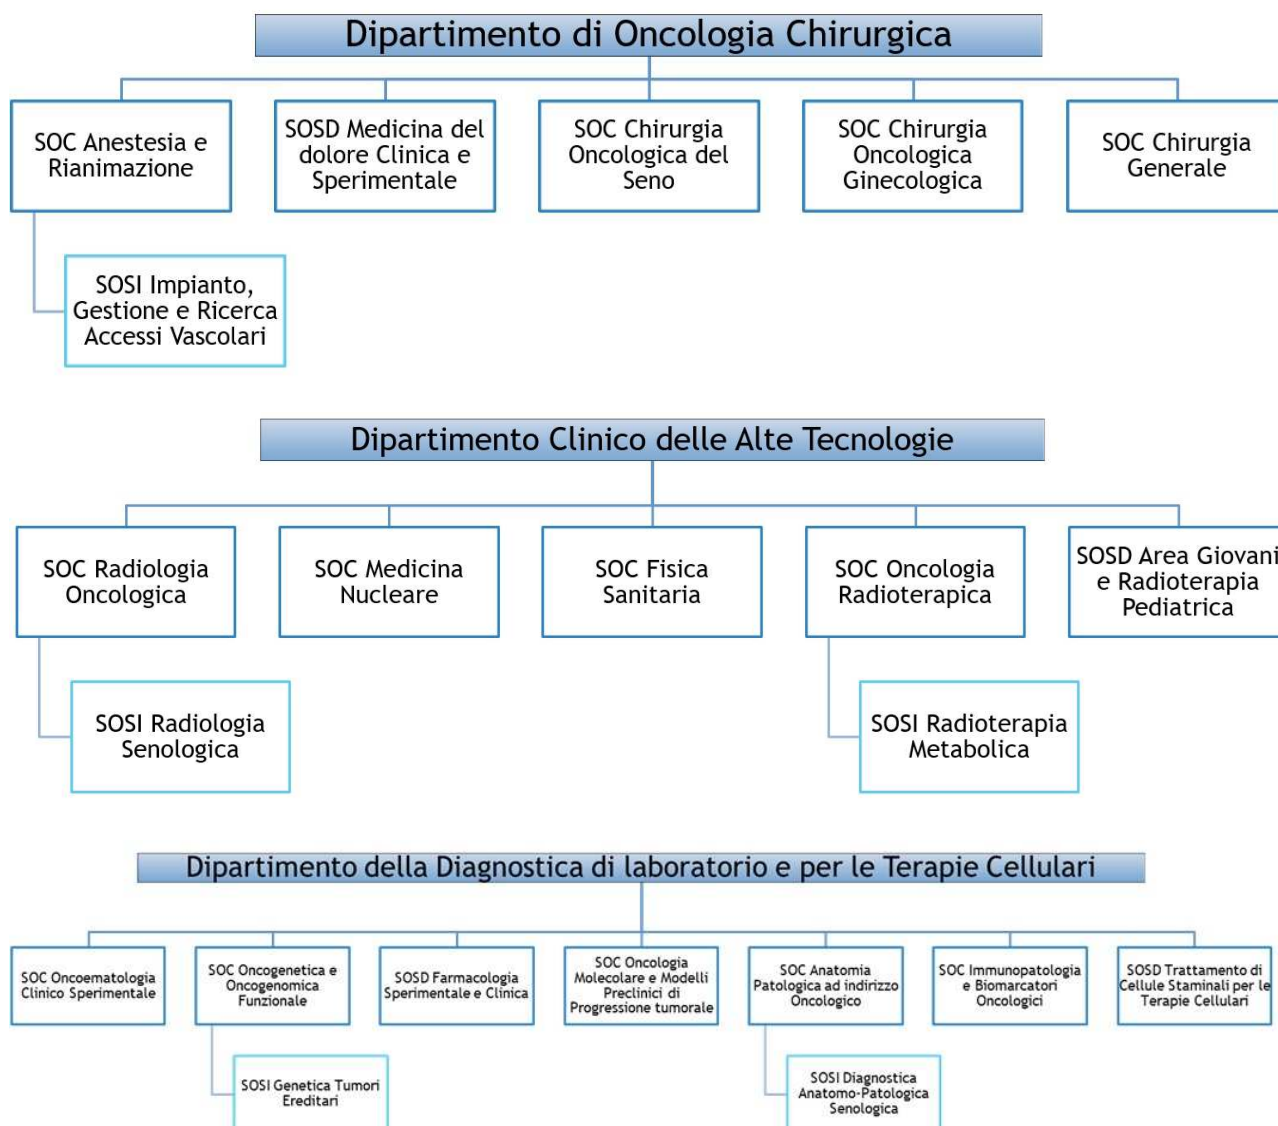 Dipartimento di Oncologia Chirurgica
SOC Anestesia e
Rianimazione
SOSD Medicina del
dolore Clinica e
Sperimentale
SOC Chirurgia
Oncologica del
Seno
SOC Chirurgia
Oncologica
Ginecologica
SOC Chirurgia
Generale
SOSI Impianto,
Gestione e Ricerca
Accessi Vascolari
Dipartimento Clinico delle Alte Tecnologie
SOC Radiologia
Oncologica
SOC Medicina
Nucleare
SOC Fisica
Sanitaria
SOC Oncologia
Radioterapica
SOSD Area Giovani
e Radioterapia
Pediatrica
SOSI Radiologia
Senologica
SOSI Radioterapia
Metabolica
Dipartimento della Diagnostica di laboratorio e per le Terapie Cellulari
SOC Oncoematologia
Clinico Sperimentale
SOC Oncogenetica e
Oncogenomica
Funzionale
SOSD Farmacologia
Sperimentale e Clinica
SOC Oncologia
Molecolare e Modelli
Preclinici di
Progressione tumorale
SOC Anatomia
Patologica ad indirizzo
Oncologico
SOC Immunopatologia
e Biomarcatori
Oncologici
SOSD Trattamento di
Cellule Staminali per le
Terapie Cellulari
SOSI Genetica Tumori
Ereditari
SOSI Diagnostica
Anatomo-Patologica
Senologica